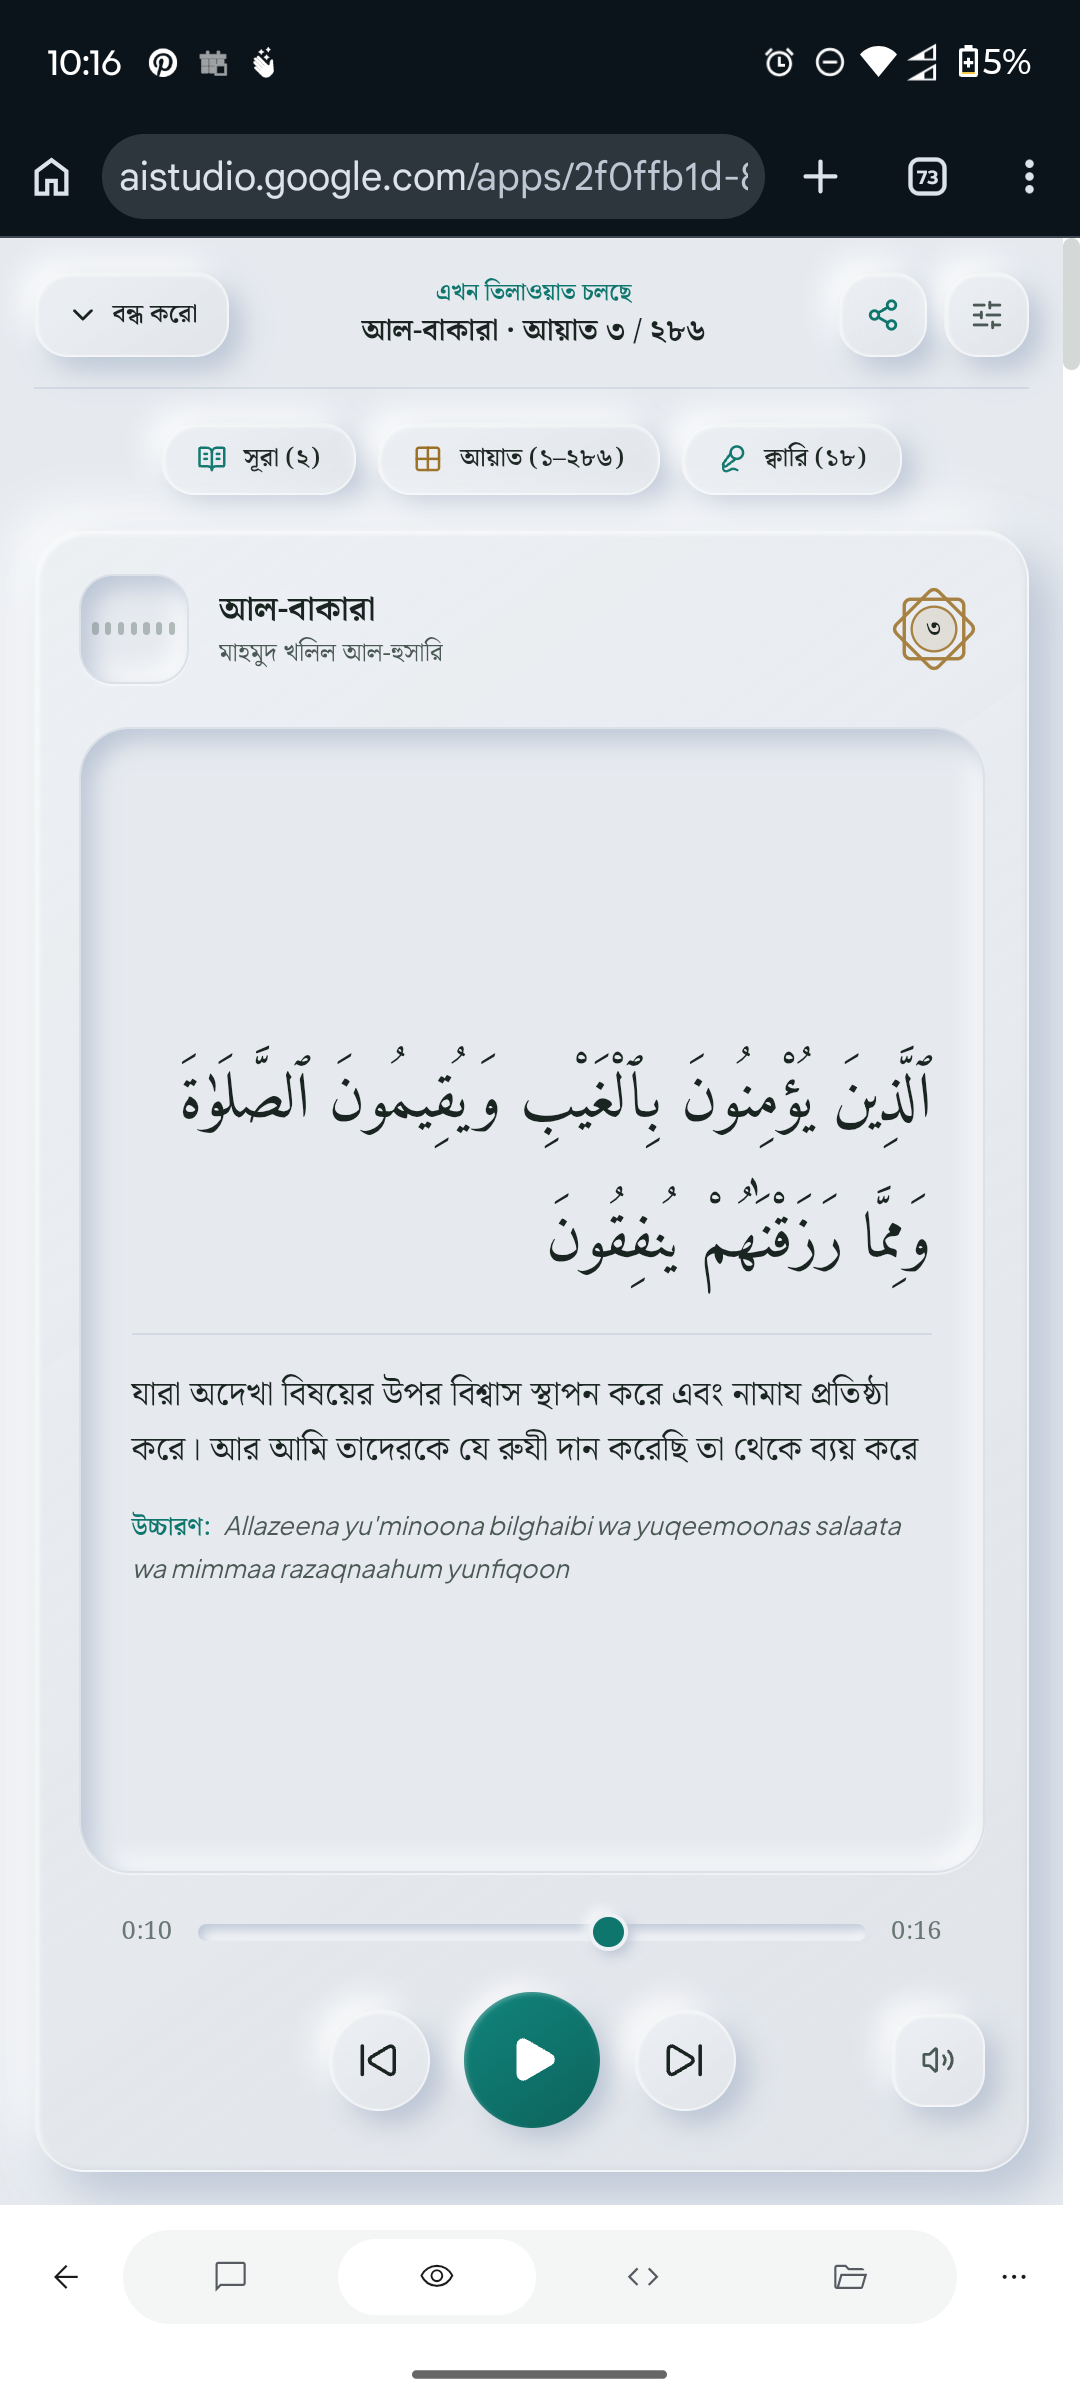 10:16
5%
aistudio.google.com/apps/2f0ffb1d-8
73
বন্ধ করো
এখন তিলাওয়াত চলছে
আল-বাকারা · আয়াত ৩ / ২৮৬
সূরা (২)
আয়াত (১–২৮৬)
ক্বারি (১৮)
আল-বাকারা
মাহমুদ খলিল আল-হুসারি
৩
ٱلَّذِينَ يُؤْمِنُونَ بِٱلْغَيْبِ وَيُقِيمُونَ ٱلصَّلَوٰةَ
وَمِمَّا رَزَقْنَـٰهُمْ يُنفِقُونَ
যারা অদেখা বিষয়ের উপর বিশ্বাস স্থাপন করে এবং নামায প্রতিষ্ঠা
করে। আর আমি তাদেরকে যে রুযী দান করেছি তা থেকে ব্যয় করে
উচ্চারণ: Allazeena yu'minoona bilghaibi wa yuqeemoonas salaata
wa mimmaa razaqnaahum yunfiqoon
0:10
0:16